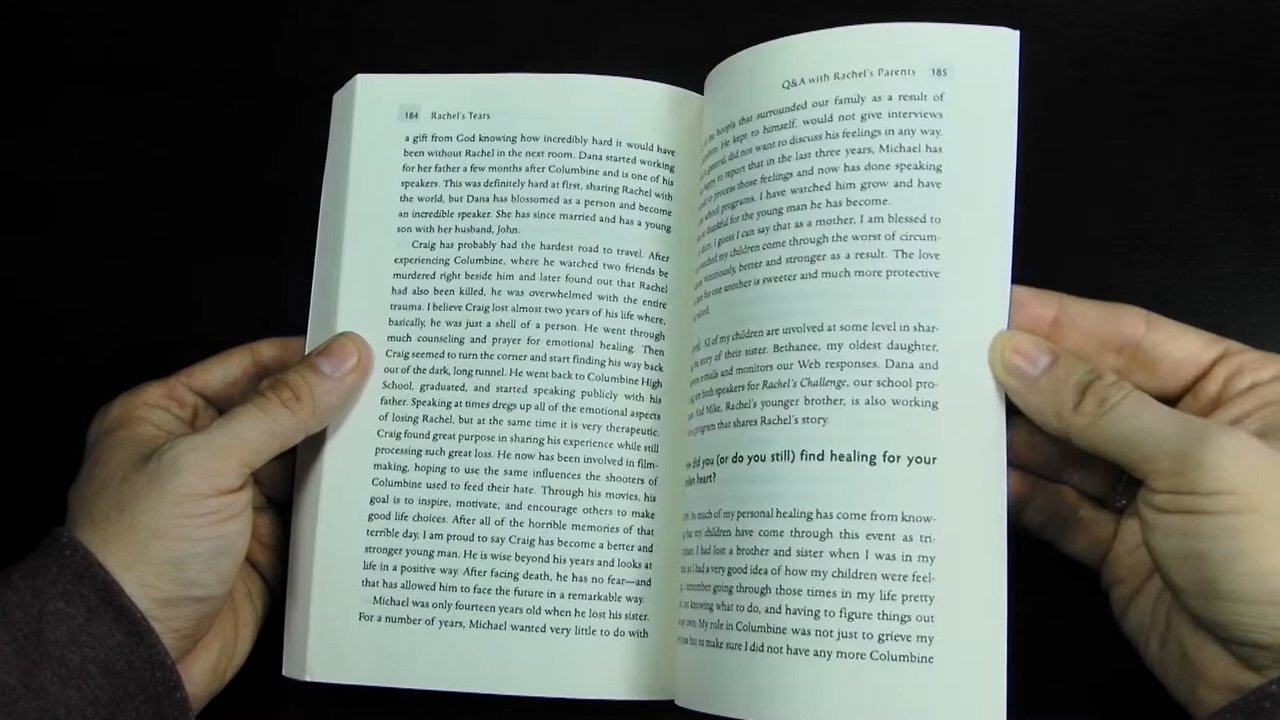 184 Rachel's Tears
a gift from God knowing how incredibly hard it would have
been without Rachel in the next room. Dana started working
for her father a few months after Columbine and is one of his
speakers. This was definitely hard at first, sharing Rachel with
the world, but Dana has blossomed as a person and become
an incredible speaker. She has since married and has a young
son with her husband, John.
Craig has probably had the hardest road to travel. After
experiencing Columbine, where he watched two friends be
murdered right beside him and later found out that Rachel
had also been killed, he was overwhelmed with the entire
trauma. I believe Craig lost almost two years of his life where,
basically, he was just a shell of a person. He went through
much counseling and prayer for emotional healing. Then
Craig seemed to turn the corner and start finding his way back
out of the dark, long tunnel. He went back to Columbine High
School, graduated, and started speaking publicly with his
father. Speaking at times dregs up all of the emotional aspects
of losing Rachel, but at the same time it is very therapeutic.
Craig found great purpose in sharing his experience while still
processing such great loss. He now has been involved in film-
making, hoping to use the same influences the shooters of
Columbine used to feed their hate. Through his movies, his
goal is to inspire, motivate, and encourage others to make
good life choices. After all of the horrible memories of that
terrible day, I am proud to say Craig has become a better and
stronger young man. He is wise beyond his years and looks at
life in a positive way. After facing death, he has no fear—and
that has allowed him to face the future in a remarkable way.
Michael was only fourteen years old when he lost his sister.
For a number of years, Michael wanted very little to do with
Q&A with Rachel's Parents 185
the hoopla that surrounded our family as a result of
He kept to himself, would not give interviews
did not want to discuss his feelings in any way.
happy to report that in the last three years, Michael has
to process those feelings and now has done speaking
school programs. I have watched him grow and have
so thankful for the young man he has become.
I guess I can say that as a mother, I am blessed to
watched my children come through the worst of circum-
victoriously, better and stronger as a result. The love
for one another is sweeter and much more protective
All of my children are involved at some level in shar-
story of their sister. Bethanee, my oldest daughter,
e-mails and monitors our Web responses. Dana and
are both speakers for Rachel's Challenge, our school pro-
And Mike, Rachel's younger brother, is also working
program that shares Rachel's story.
did you (or do you still) find healing for your
heart?
So much of my personal healing has come from know-
that my children have come through this event as tri-
I had lost a brother and sister when I was in my
so I had a very good idea of how my children were feel-
I remember going through those times in my life pretty
not knowing what to do, and having to figure things out
own. My role in Columbine was not just to grieve my
but to make sure I did not have any more Columbine